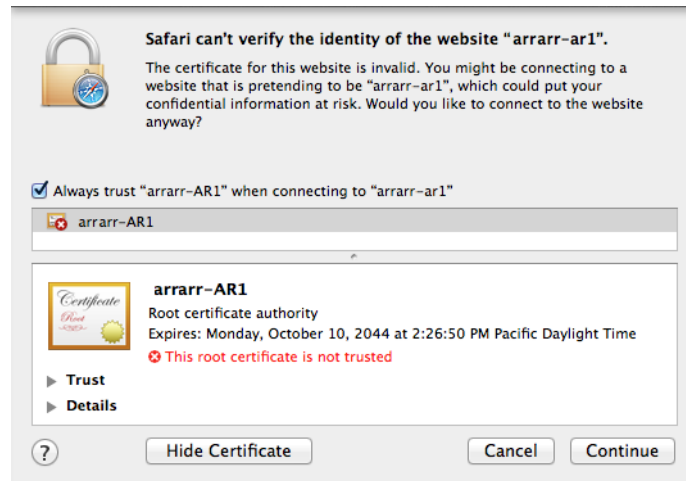 Safari can't verify the identity of the website “arrarr–ar1”.
The certificate for this website is invalid. You might be connecting to a
website that is pretending to be “arrarr–ar1”, which could put your
confidential information at risk. Would you like to connect to the website
anyway?
Always trust “arrarr–AR1” when connecting to “arrarr–ar1”
arrarr–AR1
Certificate
Root
arrarr–AR1
Root certificate authority
Expires: Monday, October 10, 2044 at 2:26:50 PM Pacific Daylight Time
This root certificate is not trusted
Trust
Details
?
Hide Certificate
Cancel
Continue